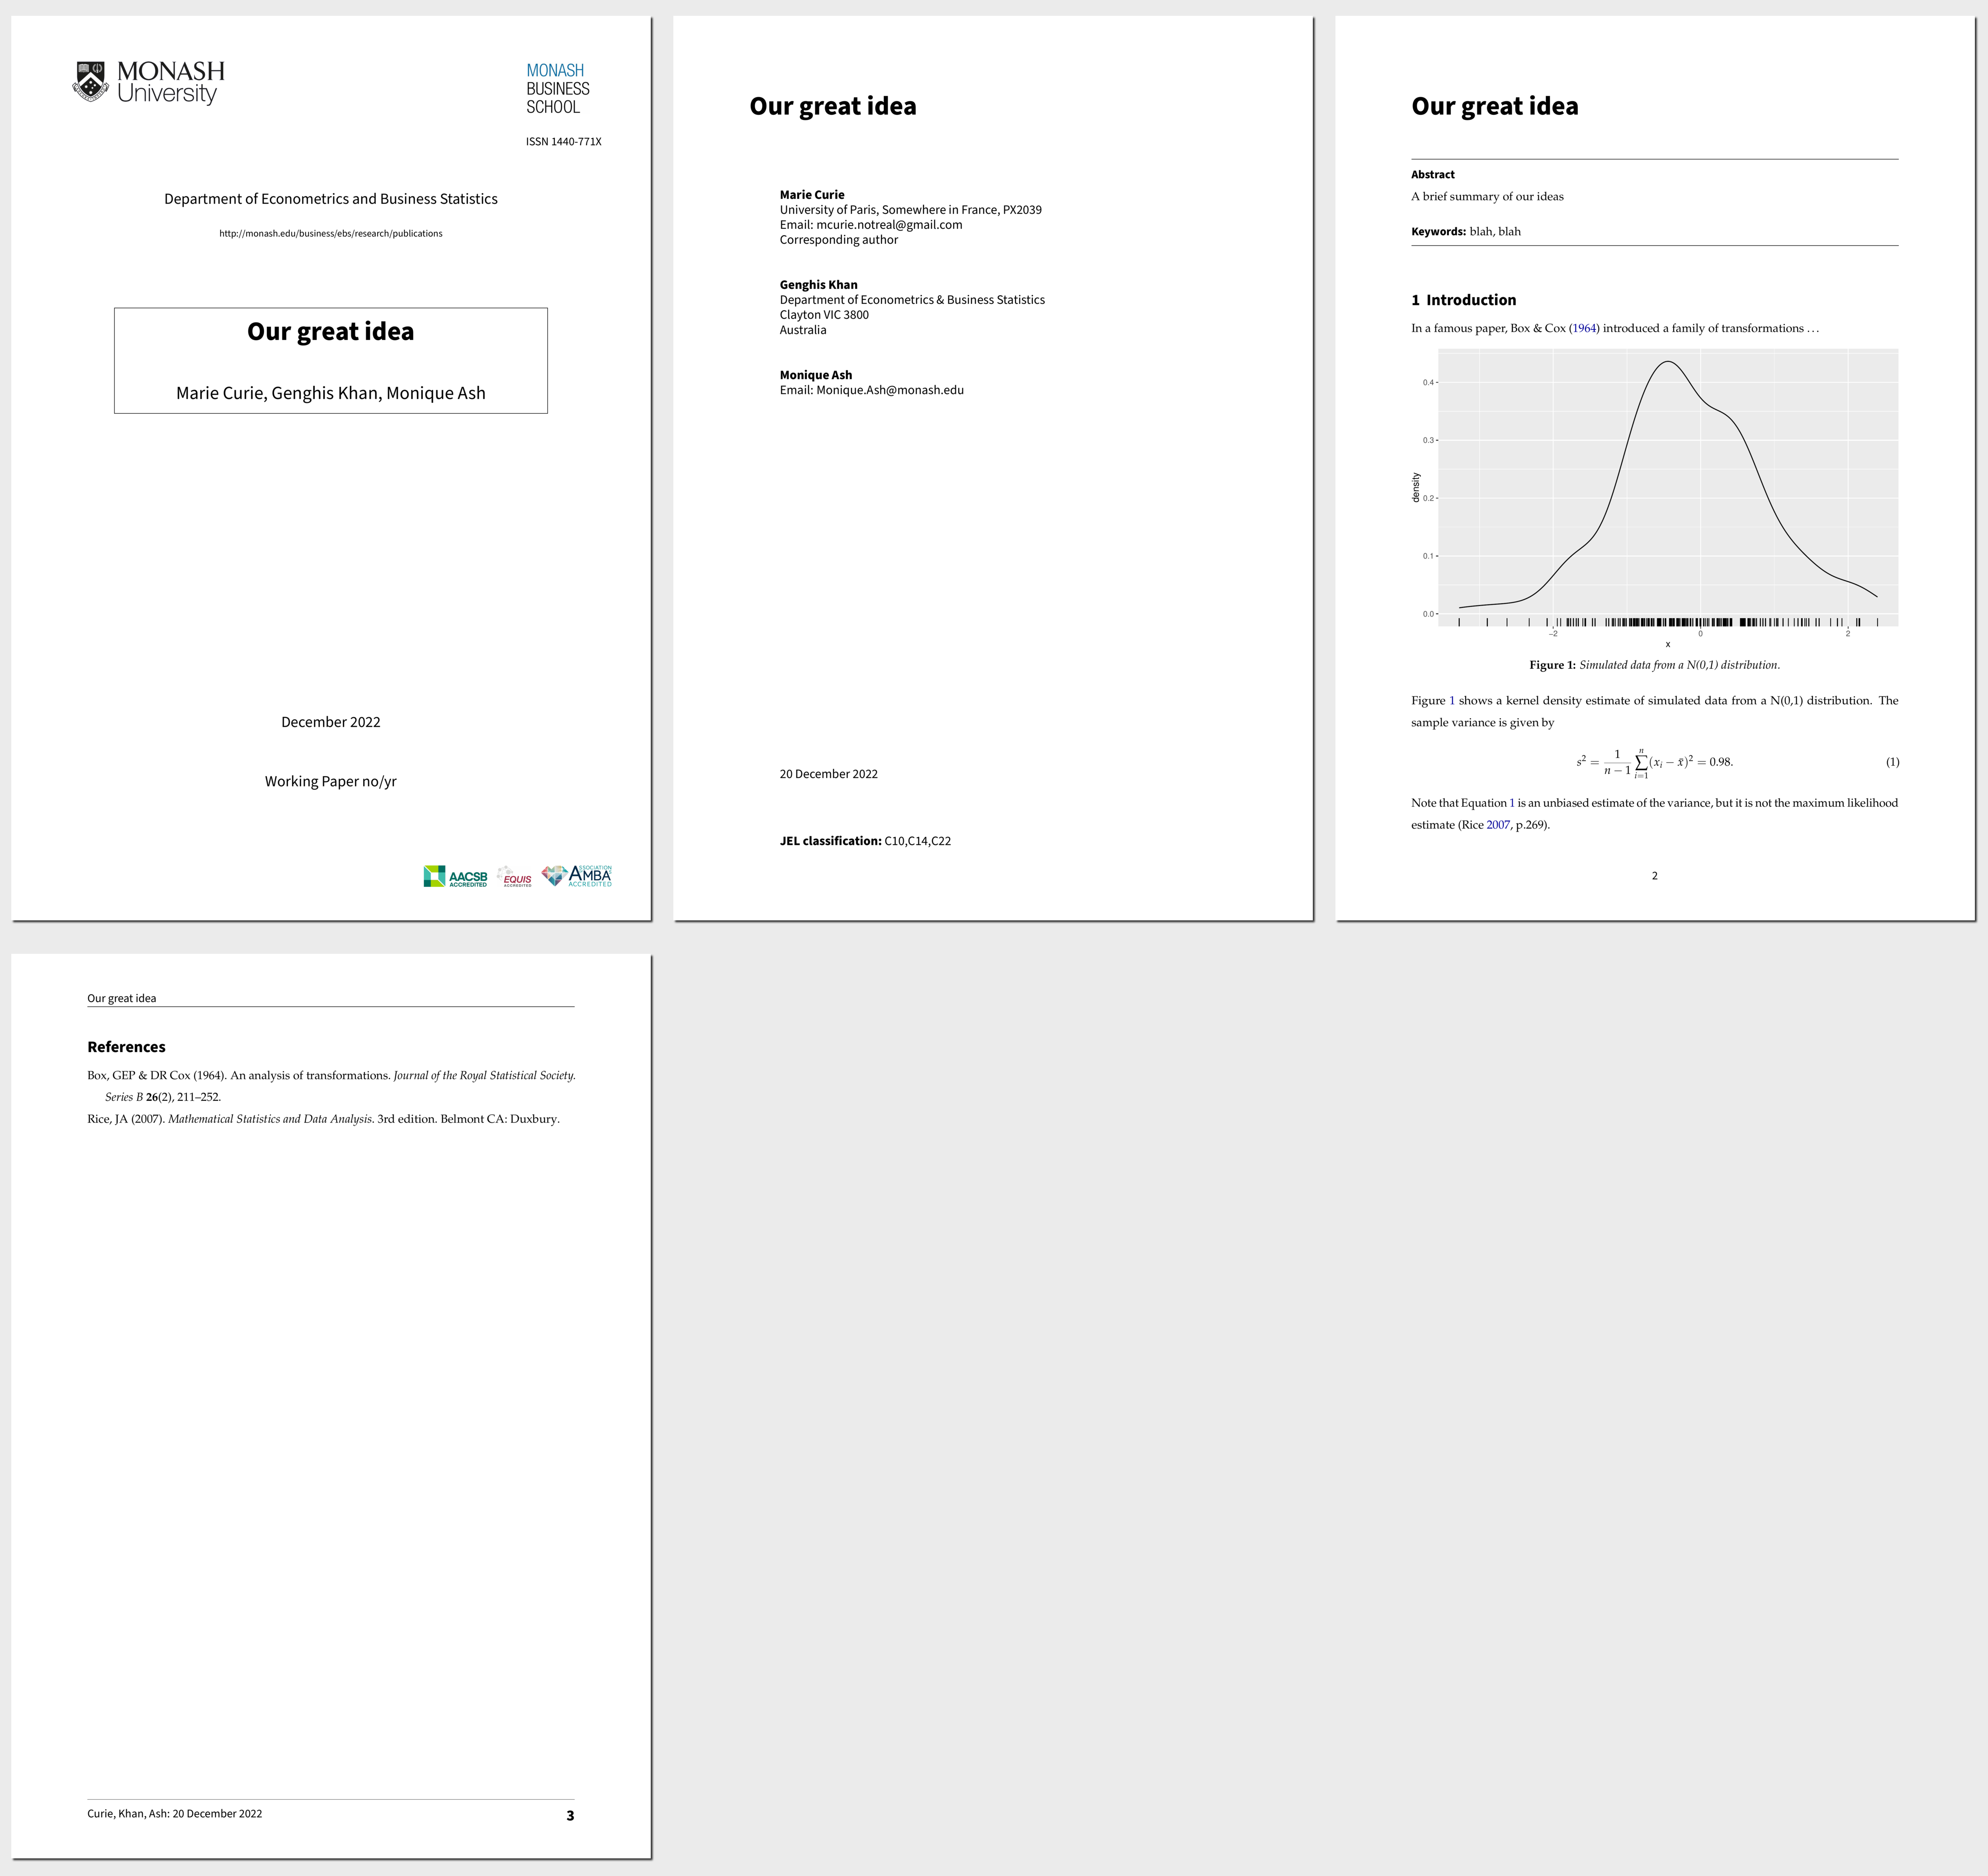 MONASH
University
MONASH
BUSINESS
SCHOOL
ISSN 1440-771X
Department of Econometrics and Business Statistics
http://monash.edu/business/ebs/research/publications
Our great idea
Marie Curie, Genghis Khan, Monique Ash
December 2022
Working Paper no/yr
AACSB
ACCREDITED
EQUIS
ACCREDITED
ASSOCIATION
AMBA
ACCREDITED
Our great idea
Marie Curie
University of Paris, Somewhere in France, PX2039
Email: mcurie.notreal@gmail.com
Corresponding author
Genghis Khan
Department of Econometrics & Business Statistics
Clayton VIC 3800
Australia
Monique Ash
Email: Monique.Ash@monash.edu
20 December 2022
JEL classification: C10,C14,C22
Our great idea
Abstract
A brief summary of our ideas
Keywords: blah, blah
1 Introduction
In a famous paper, Box & Cox (1964) introduced a family of transformations . . .
0.4
0.3
density
0.2
0.1
0.0
−2 0 2
x
Figure 1: Simulated data from a N(0,1) distribution.
Figure 1 shows a kernel density estimate of simulated data from a N(0,1) distribution. The
sample variance is given by
s² = 1/(n − 1) ∑ᵢ₌₁ⁿ (xᵢ − x̄)² = 0.98. (1)
Note that Equation 1 is an unbiased estimate of the variance, but it is not the maximum likelihood
estimate (Rice 2007, p.269).
2
Our great idea
References
Box, GEP & DR Cox (1964). An analysis of transformations. Journal of the Royal Statistical Society.
Series B 26(2), 211–252.
Rice, JA (2007). Mathematical Statistics and Data Analysis. 3rd edition. Belmont CA: Duxbury.
Curie, Khan, Ash: 20 December 2022 3